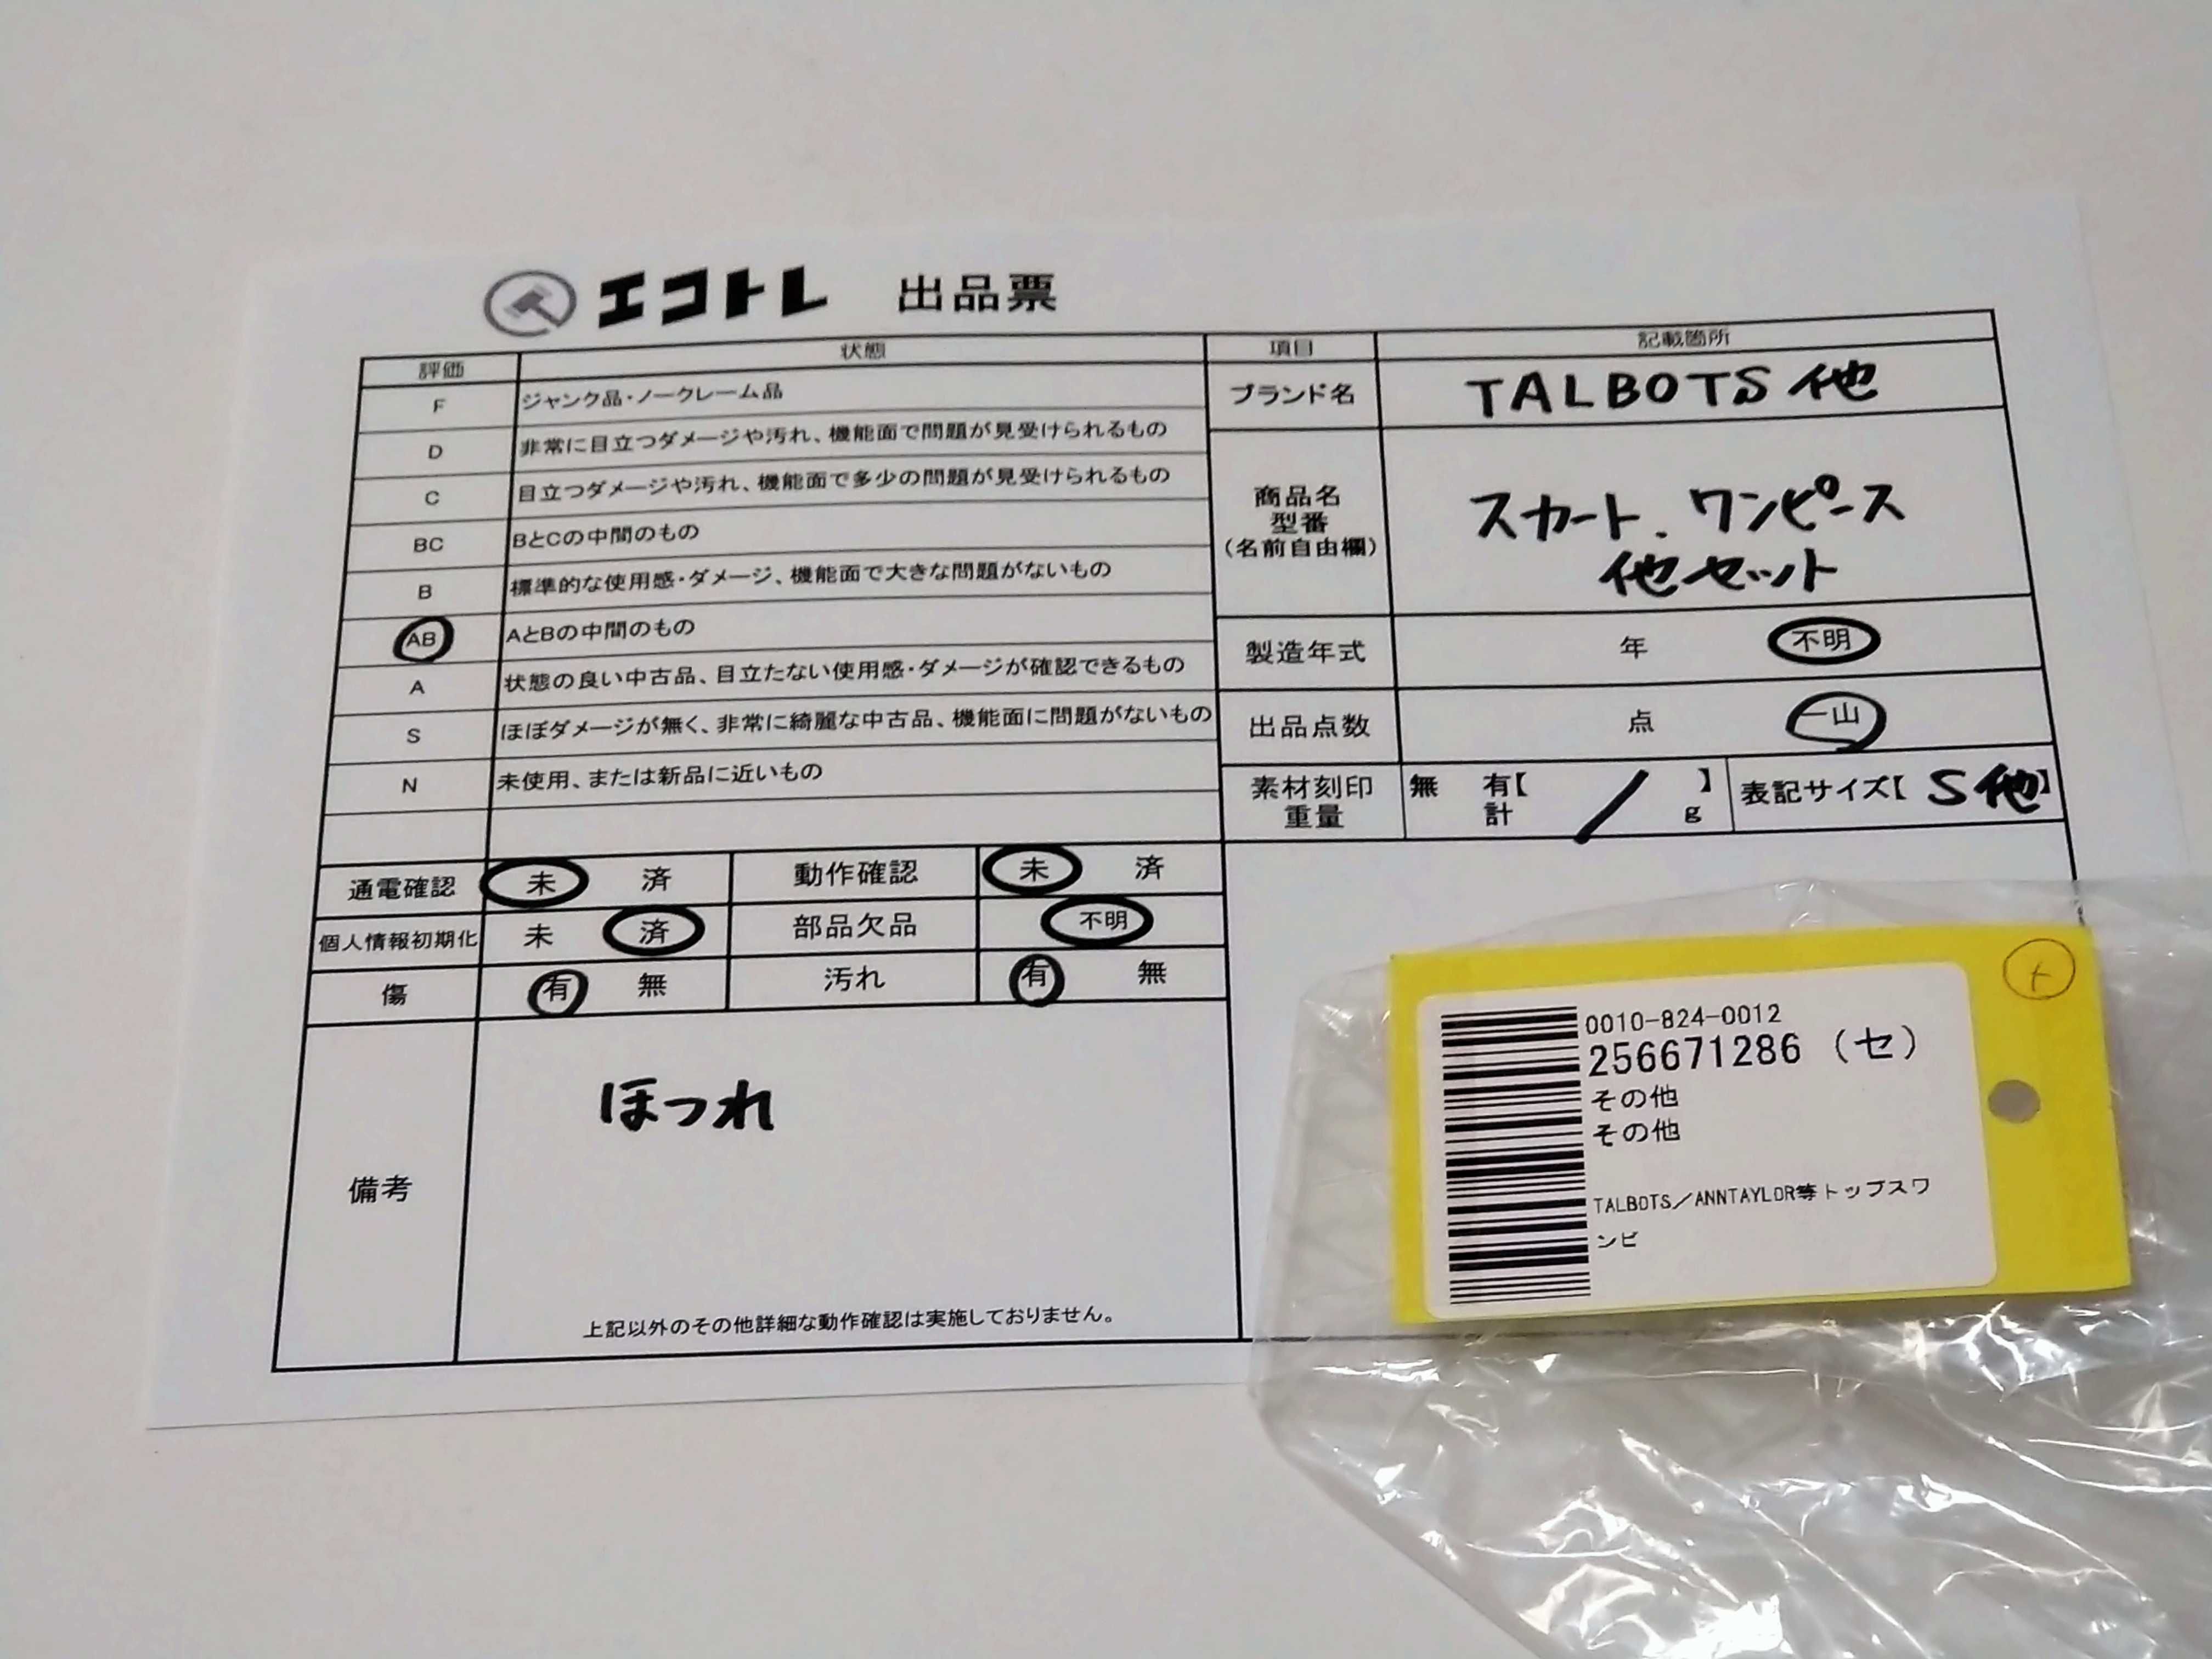 エコトレ 出品票
評価 状態 項目 記載箇所
F ジャンク品・ノークレーム品
D 非常に目立つダメージや汚れ、機能面で問題が見受けられるもの
C 目立つダメージや汚れ、機能面で多少の問題が見受けられるもの
BC BとCの中間のもの
B 標準的な使用感・ダメージ、機能面で大きな問題がないもの
AB AとBの中間のもの
A 状態の良い中古品、目立たない使用感・ダメージが確認できるもの
S ほぼダメージが無く、非常に綺麗な中古品、機能面に問題がないもの
N 未使用、または新品に近いもの
ブランド名 TALBOTS 他
商品名
型番
(名前自由欄)
スカート、ワンピース
他セット
製造年式 年 不明
出品点数 点 一山
素材刻印 無 有【 】
重量 計 / g
表記サイズ【 S他】
通電確認 未 済 動作確認 未 済
個人情報初期化 未 済 部品欠品 不明
傷 有 無 汚れ 有 無
備考
ほつれ
上記以外のその他詳細な動作確認は実施しておりません。
0010-824-0012
256671286 (セ)
その他
その他
TALBOTS/ANNTAYLOR等トップスワ
ンピ